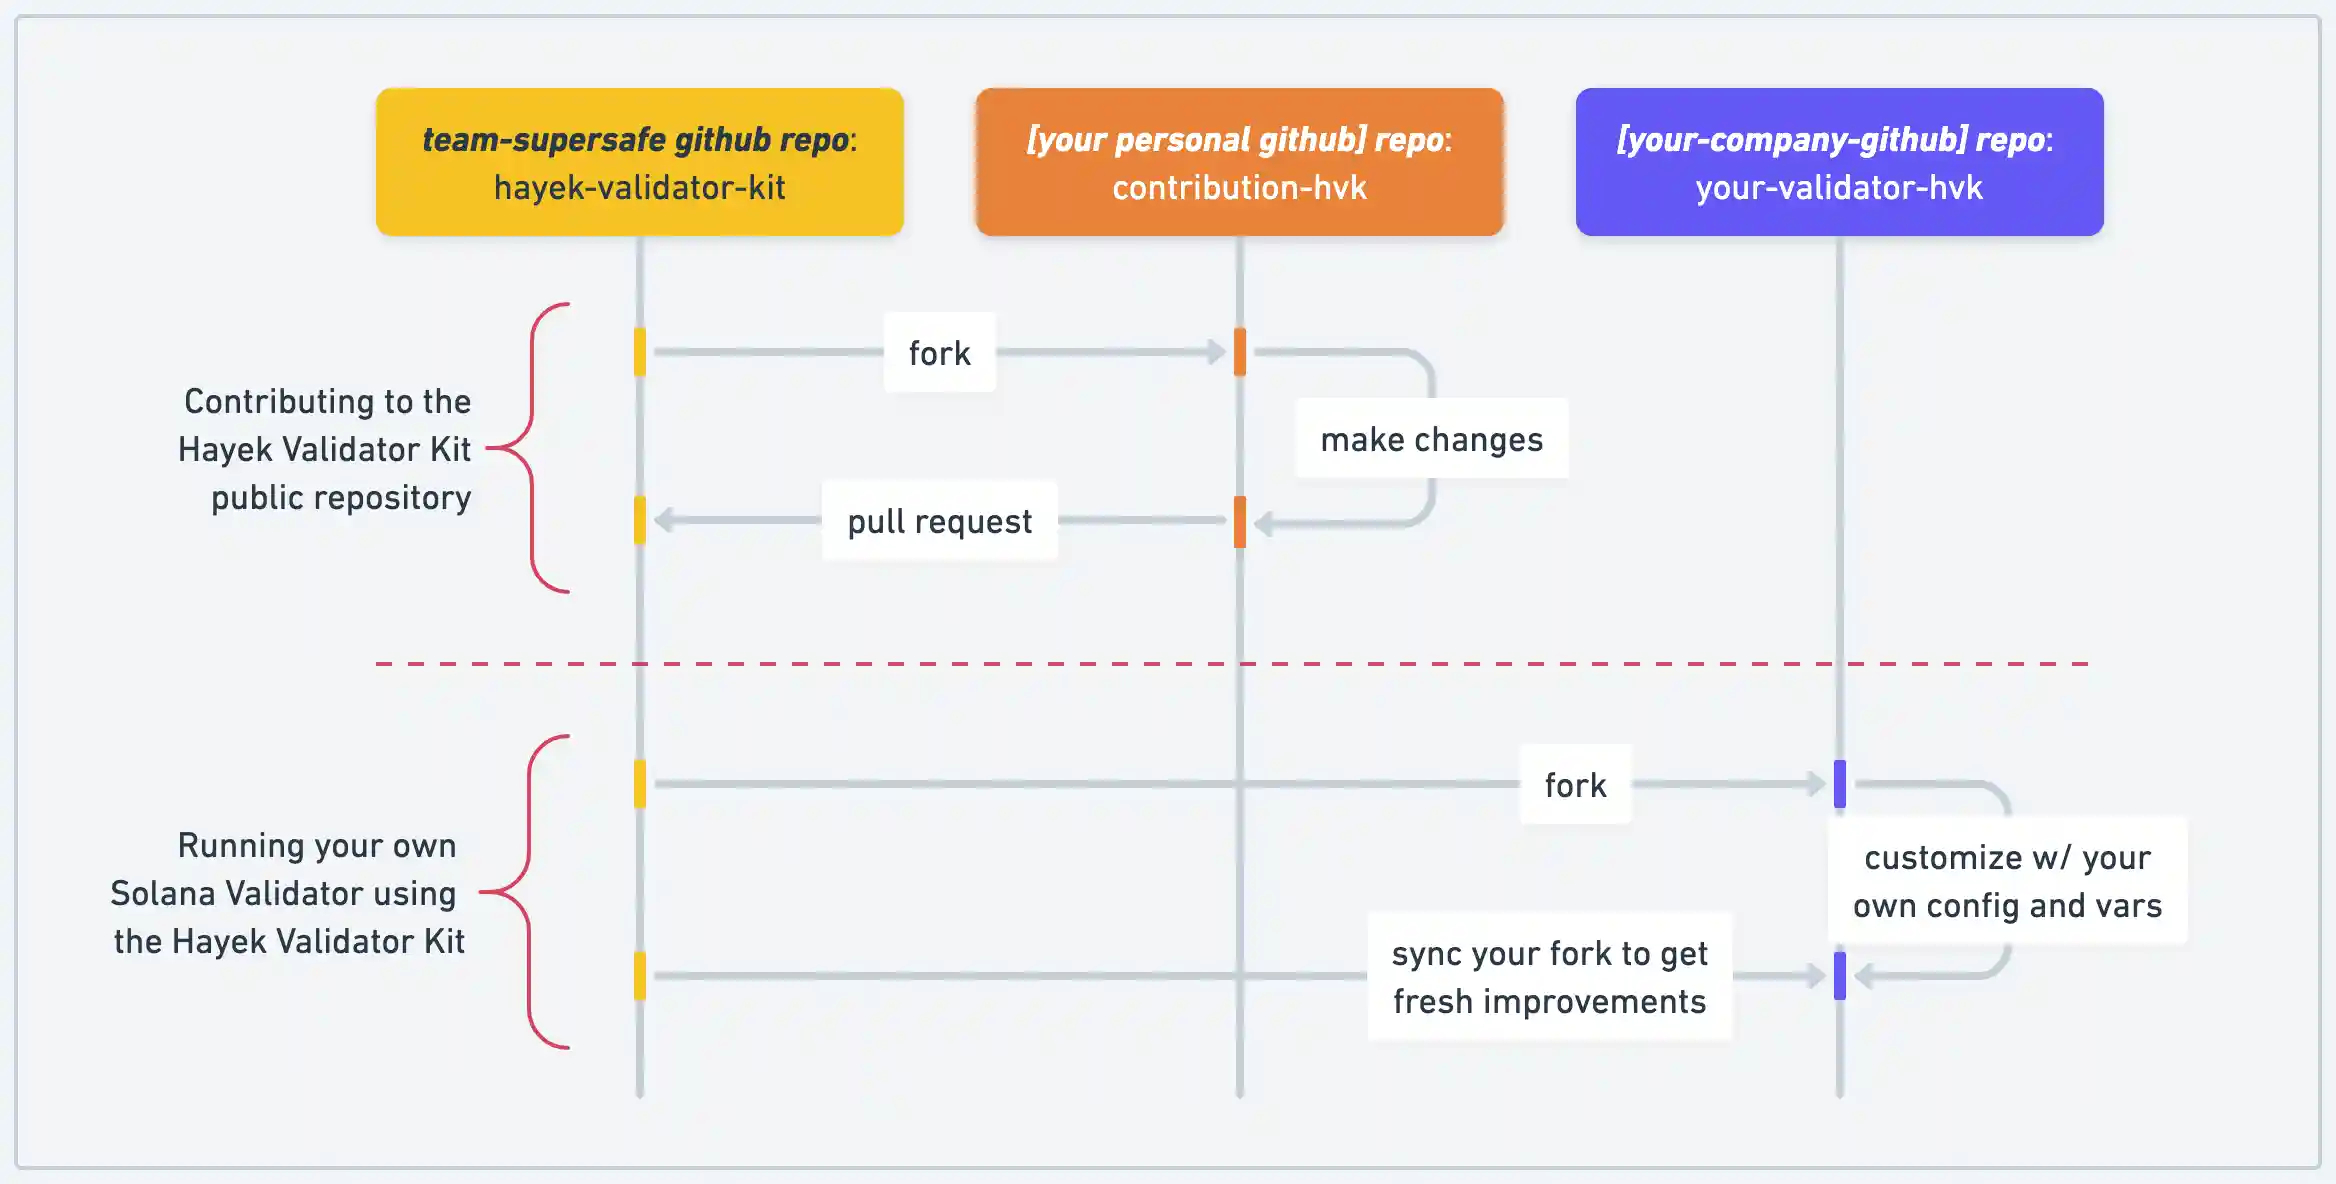 team-supersafe github repo:
hayek-validator-kit
[your personal github] repo:
contribution-hvk
[your-company-github] repo:
your-validator-hvk
Contributing to the
Hayek Validator Kit
public repository
fork
make changes
pull request
Running your own
Solana Validator using
the Hayek Validator Kit
fork
customize w/ your
own config and vars
sync your fork to get
fresh improvements